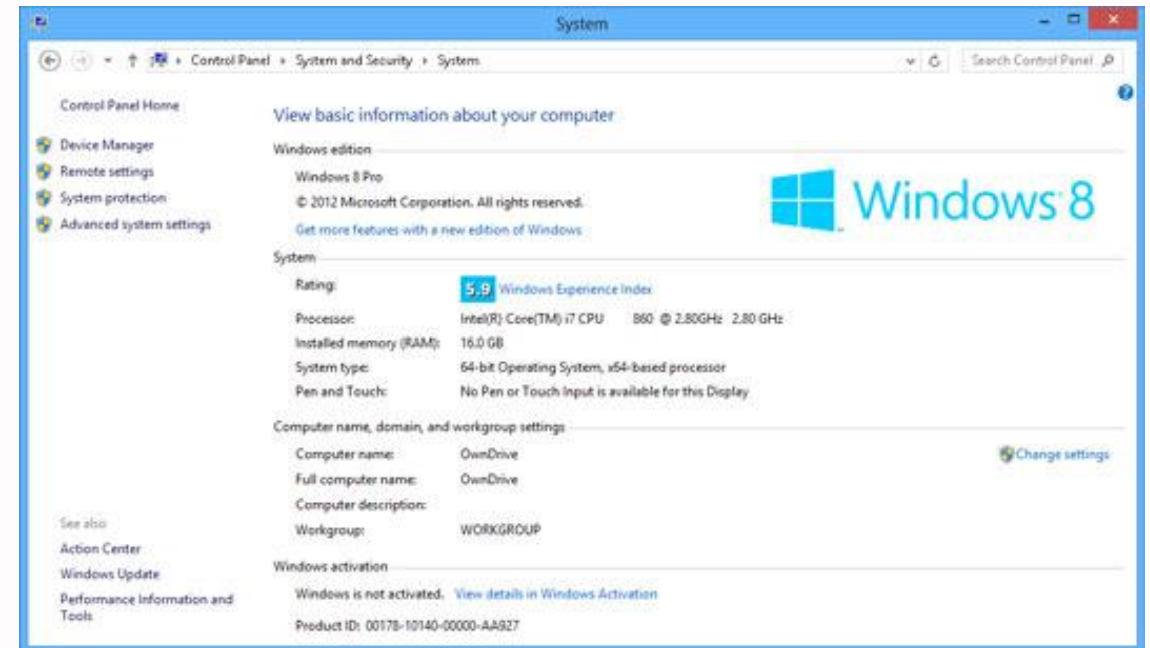 System
Control Panel System and Security System
Search Control Panel
Control Panel Home
Device Manager
Remote settings
System protection
Advanced system settings
See also
Action Center
Windows Update
Performance Information and
Tools
View basic information about your computer
Windows edition
Windows 8 Pro
© 2012 Microsoft Corporation. All rights reserved.
Get more features with a new edition of Windows
Windows 8
System
Rating: 5.9 Windows Experience Index
Processor: Intel(R) Core(TM) i7 CPU 860 @ 2.80GHz 2.80 GHz
Installed memory (RAM): 16.0 GB
System type: 64-bit Operating System, x64-based processor
Pen and Touch: No Pen or Touch Input is available for this Display
Computer name, domain, and workgroup settings
Computer name: OwnDrive
Change settings
Full computer name: OwnDrive
Computer description:
Workgroup: WORKGROUP
Windows activation
Windows is not activated. View details in Windows Activation
Product ID: 00178-10140-00000-AA927